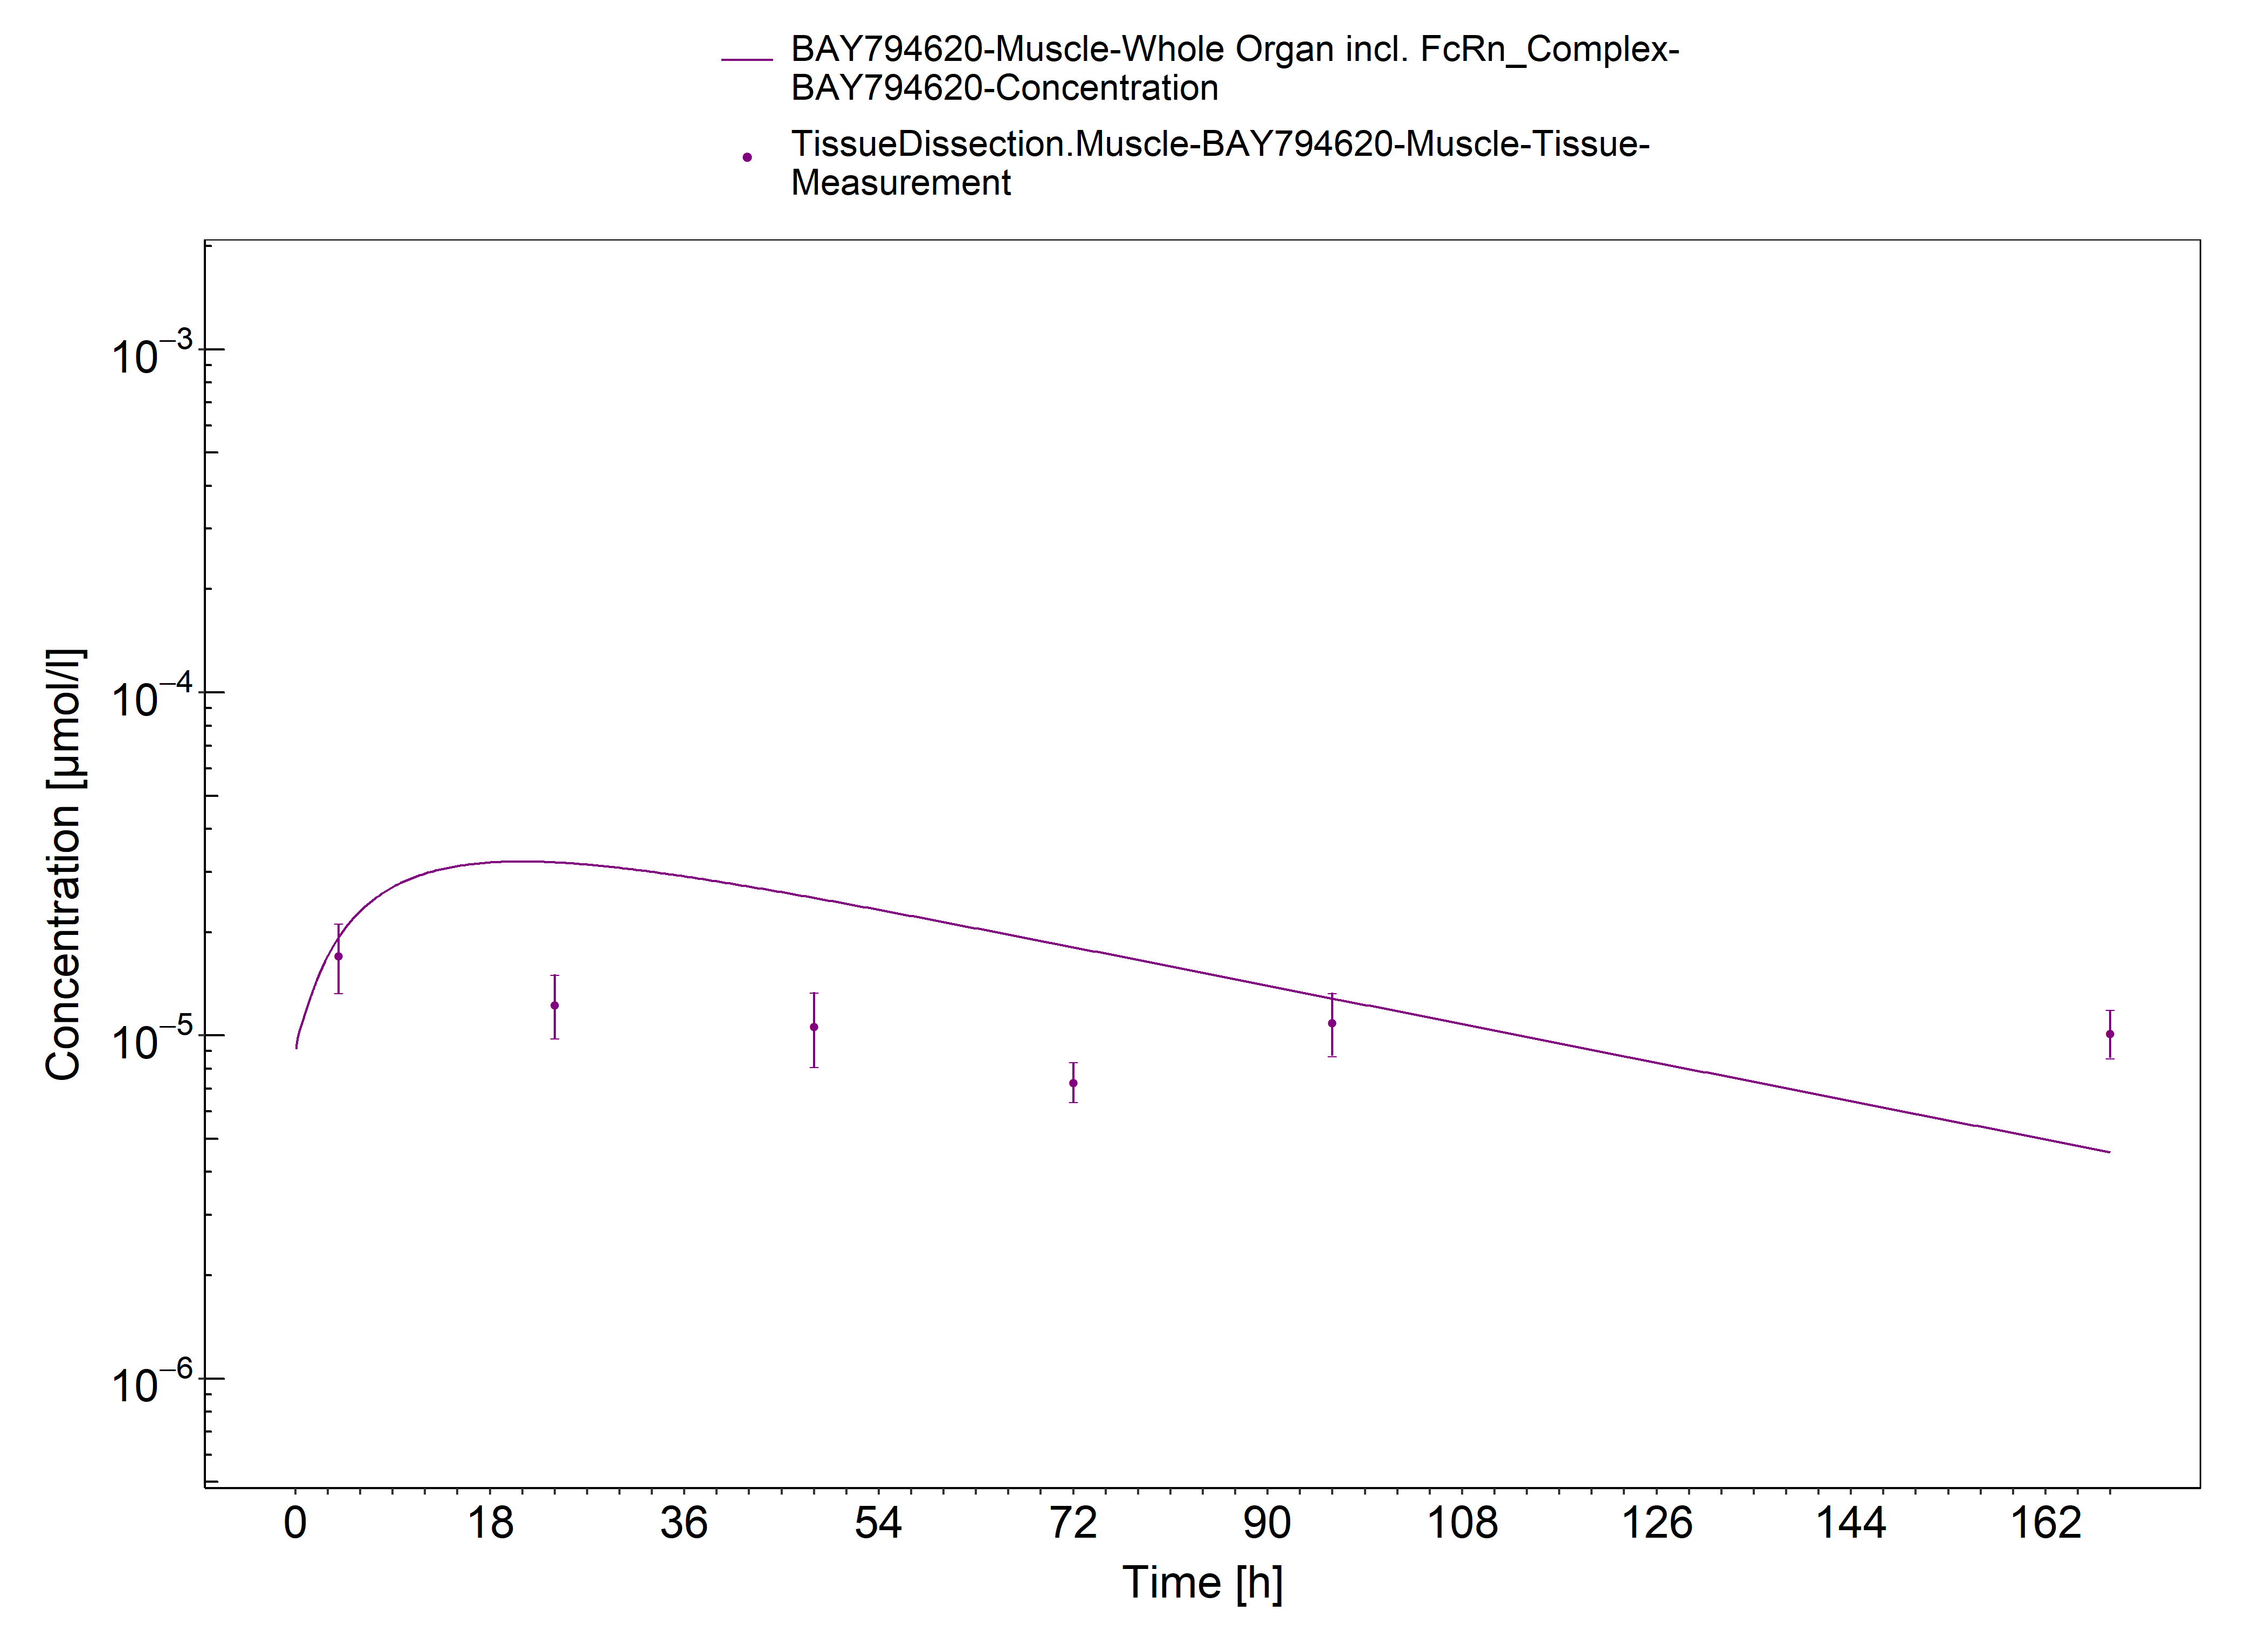 BAY794620-Muscle-Whole Organ incl. FcRn_Complex-
BAY794620-Concentration
TissueDissection.Muscle-BAY794620-Muscle-Tissue-
Measurement
Concentration [µmol/l]
10⁻³
10⁻⁴
10⁻⁵
10⁻⁶
0 18 36 54 72 90 108 126 144 162
Time [h]